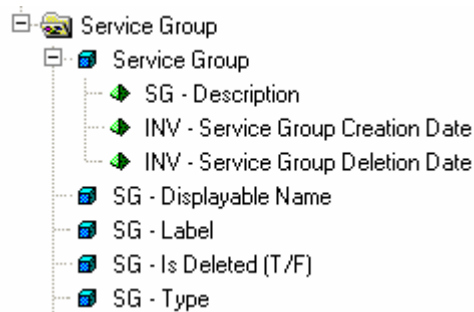 Service Group
Service Group
SG - Description
INV - Service Group Creation Date
INV - Service Group Deletion Date
SG - Displayable Name
SG - Label
SG - Is Deleted (T/F)
SG - Type